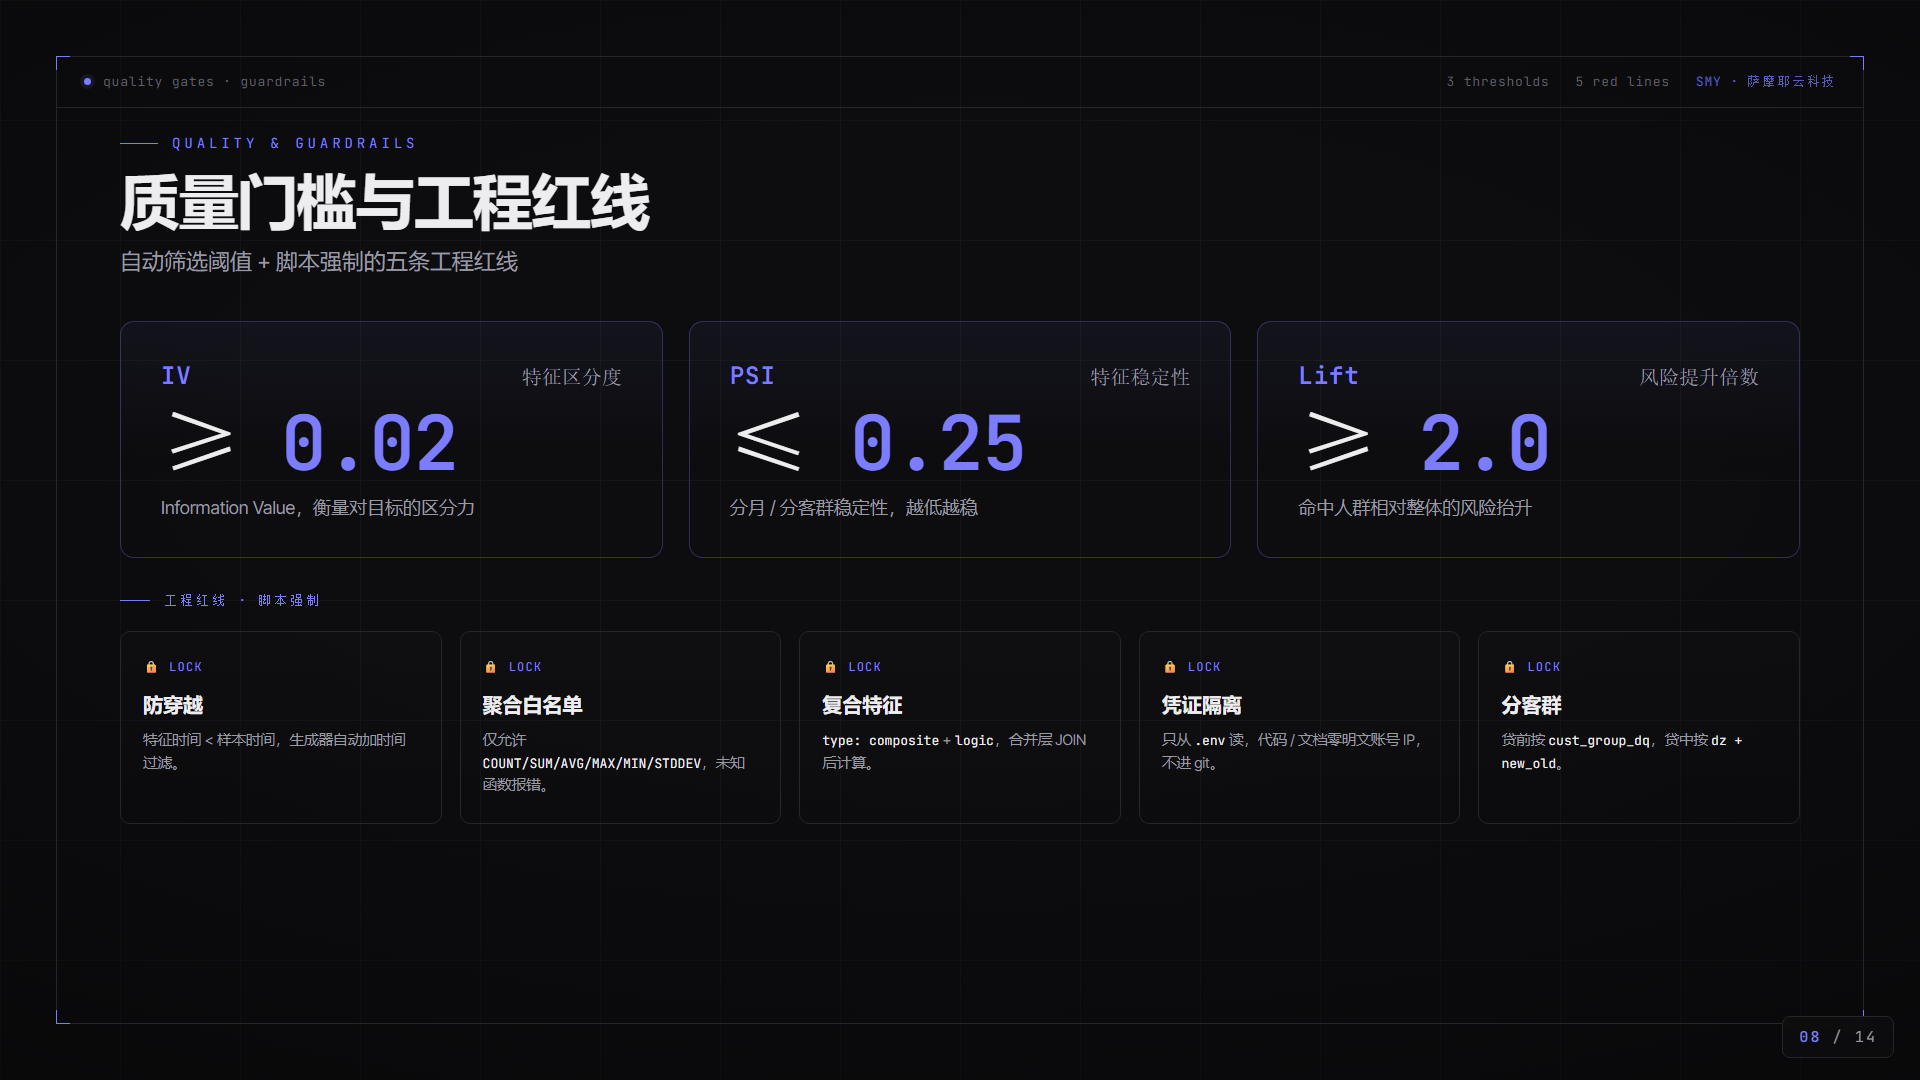 quality gates · guardrails
3 thresholds 5 red lines SMY · 萨摩耶云科技
QUALITY & GUARDRAILS
质量门槛与工程红线
自动筛选阈值 + 脚本强制的五条工程红线
IV 特征区分度
≥ 0.02
Information Value，衡量对目标的区分力
PSI 特征稳定性
≤ 0.25
分月 / 分客群稳定性，越低越稳
Lift 风险提升倍数
≥ 2.0
命中人群相对整体的风险抬升
工程红线 · 脚本强制
🔒 LOCK
防穿越
特征时间 < 样本时间，生成器自动加时间
过滤。
🔒 LOCK
聚合白名单
仅允许
COUNT/SUM/AVG/MAX/MIN/STDDEV，未知
函数报错。
🔒 LOCK
复合特征
type: composite + logic，合并层 JOIN
后计算。
🔒 LOCK
凭证隔离
只从 .env 读，代码 / 文档零明文账号 IP，
不进 git。
🔒 LOCK
分客群
贷前按 cust_group_dq，贷中按 dz +
new_old。
08 / 14